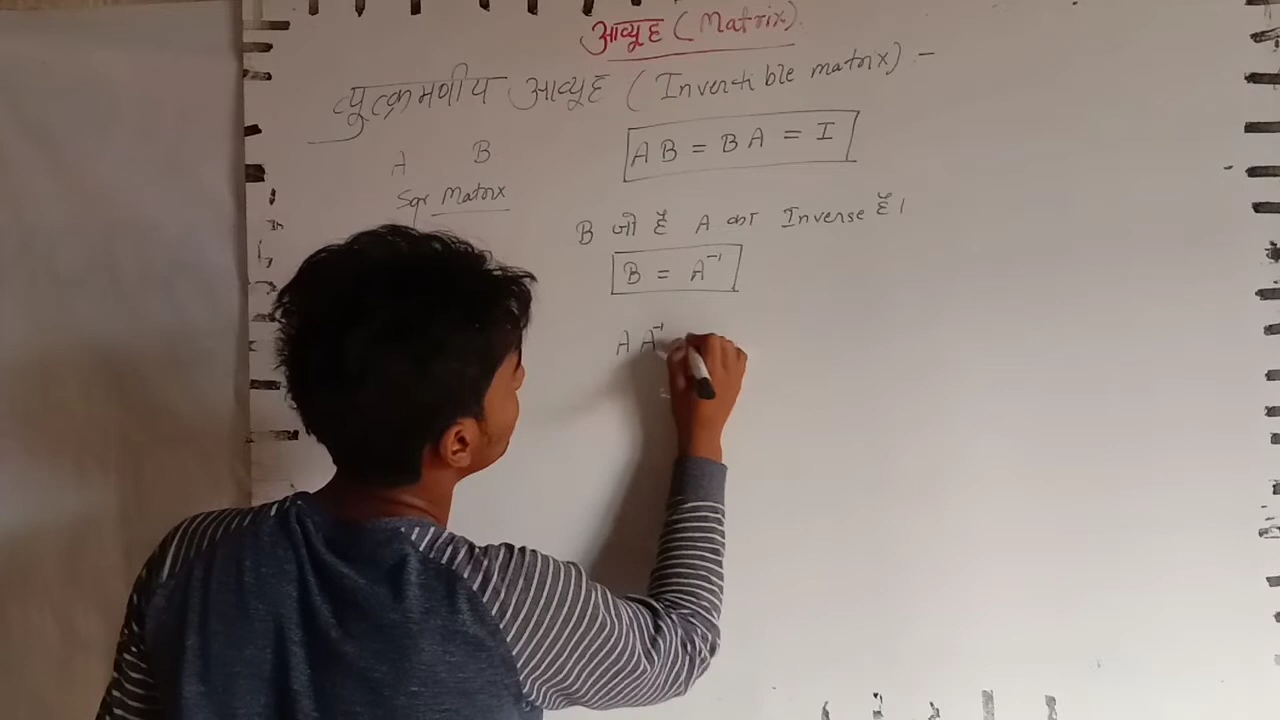 आव्यूह (Matrix)
व्युत्क्रमणीय आव्यूह (Invertible matrix) -
A B
Sqr Matrix
AB = BA = I
B जो है A का Inverse है।
B = A⁻¹
A A⁻¹